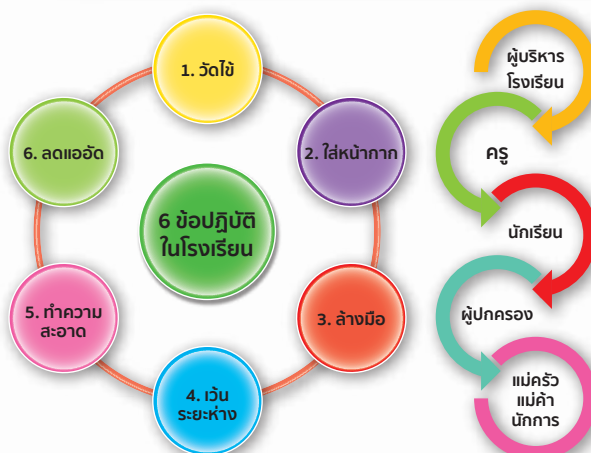 6 ข้อปฏิบัติ
ในโรงเรียน
1. วัดไข้
2. ใส่หน้ากาก
3. ล้างมือ
4. เว้น
ระยะห่าง
5. ทำความ
สะอาด
6. ลดแออัด
ผู้บริหาร
โรงเรียน
ครู
นักเรียน
ผู้ปกครอง
แม่ครัว
แม่ค้า
นักการ